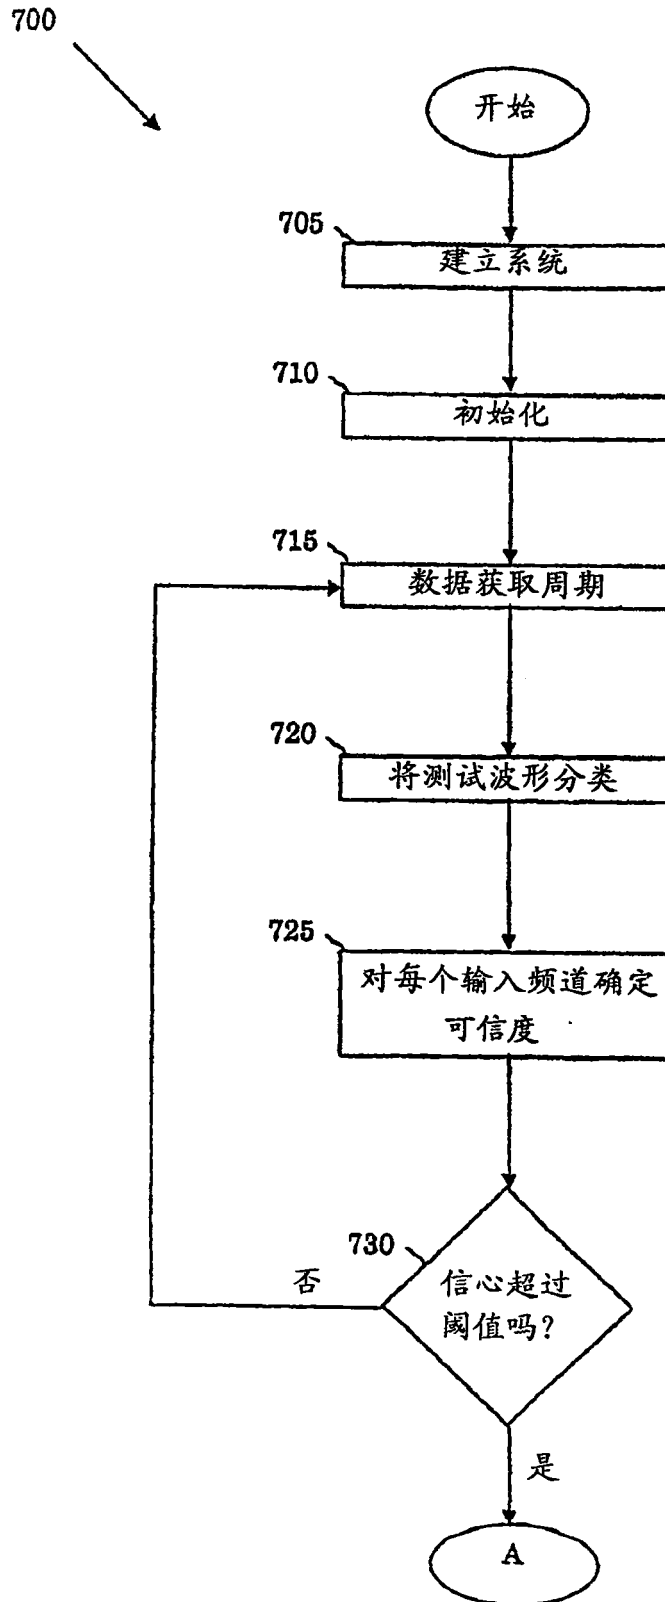 700
开始
705
建立系统
710
初始化
715
数据获取周期
720
将测试波形分类
725
对每个输入频道确定
可信度
730
信心超过
阈值吗?
否
是
A